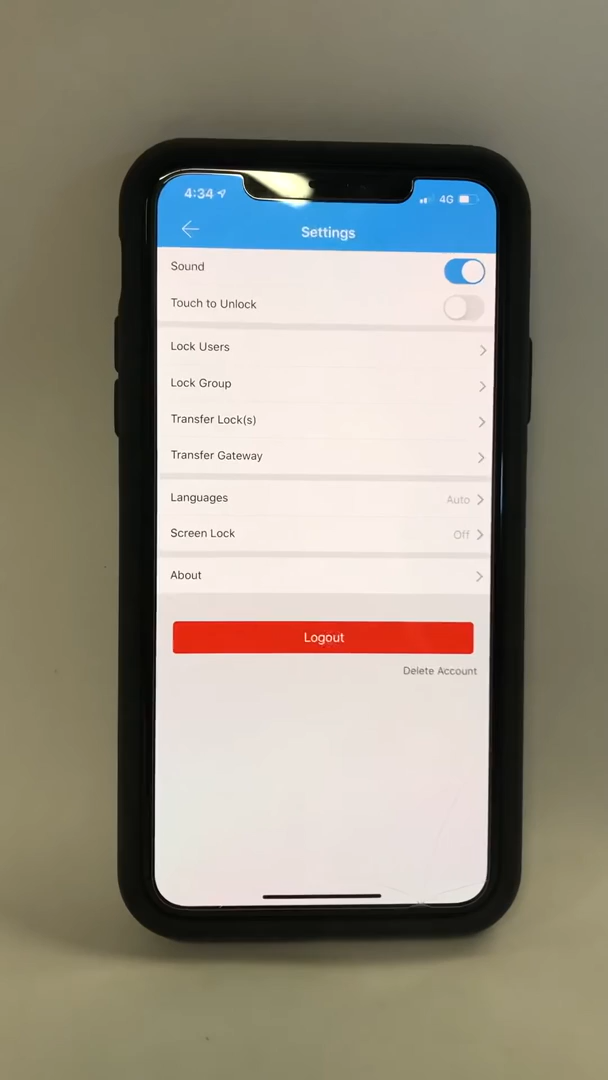 4:34
4G
Settings
Sound
Touch to Unlock
Lock Users
Lock Group
Transfer Lock(s)
Transfer Gateway
Languages Auto
Screen Lock Off
About
Logout
Delete Account